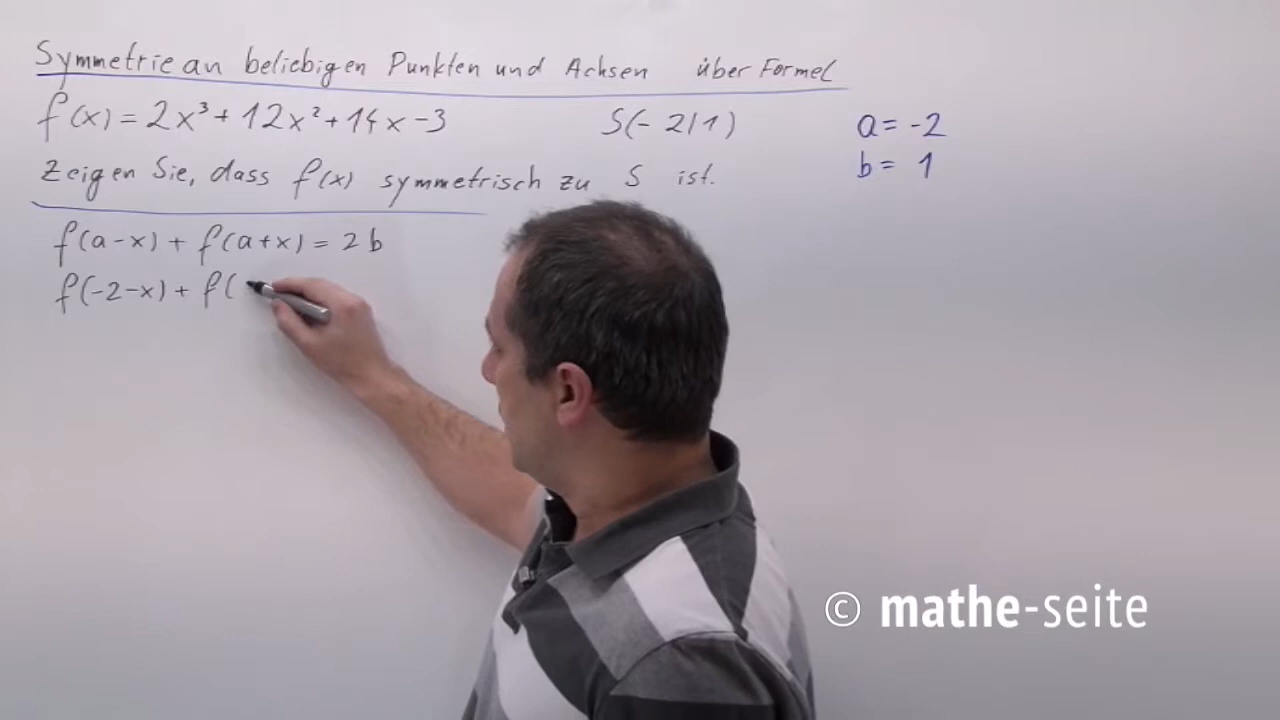 Symmetrie an beliebigen Punkten und Achsen über Formel
f(x) = 2x³ + 12x² + 14x - 3 S(-2|1) a = -2
b = 1
Zeigen Sie, dass f(x) symmetrisch zu S ist.
f(a-x) + f(a+x) = 2b
f(-2-x) + f(
© mathe-seite